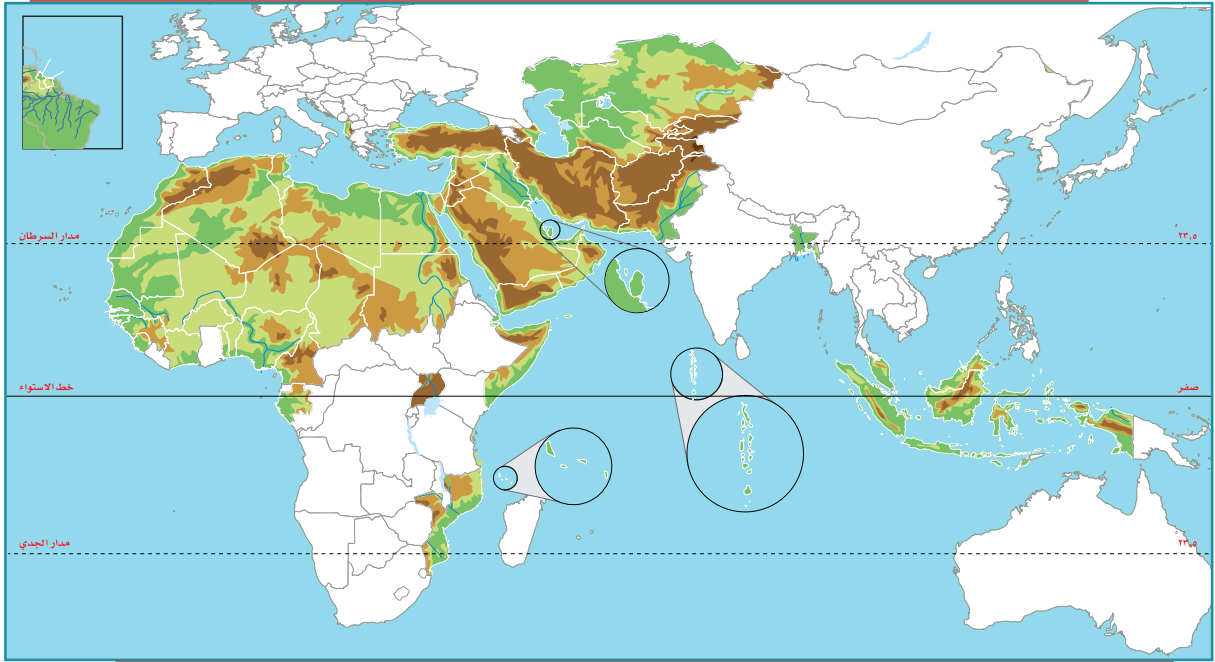 مدار السرطان
°٢٣,٥
خط الاستواء
صفر
مدار الجدي
°٢٣,٥